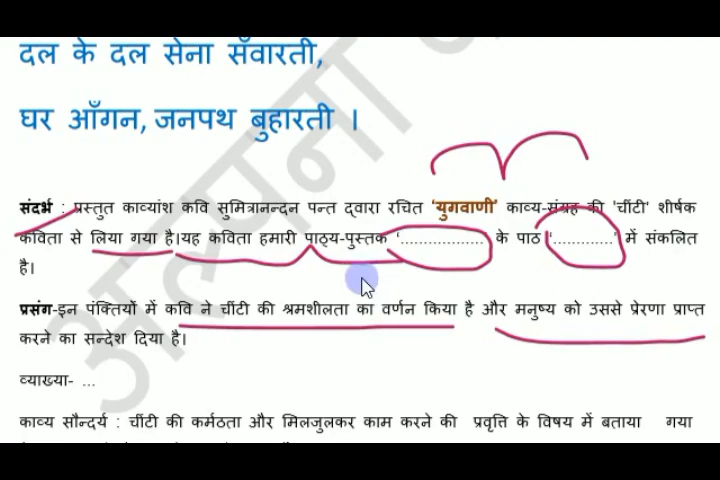 दल के दल सेना सँवारती,
घर आँगन, जनपथ बुहारती ।
संदर्भ : प्रस्तुत काव्यांश कवि सुमित्रानन्दन पन्त द्वारा रचित 'युगवाणी' काव्य-संग्रह की 'चींटी' शीर्षक
कविता से लिया गया है।यह कविता हमारी पाठ्य-पुस्तक '...................' के पाठ '.............' में संकलित
है।
प्रसंग-इन पंक्तियों में कवि ने चींटी की श्रमशीलता का वर्णन किया है और मनुष्य को उससे प्रेरणा प्राप्त
करने का सन्देश दिया है।
व्याख्या- ...
काव्य सौन्दर्य : चींटी की कर्मठता और मिलजुलकर काम करने की प्रवृत्ति के विषय में बताया गया